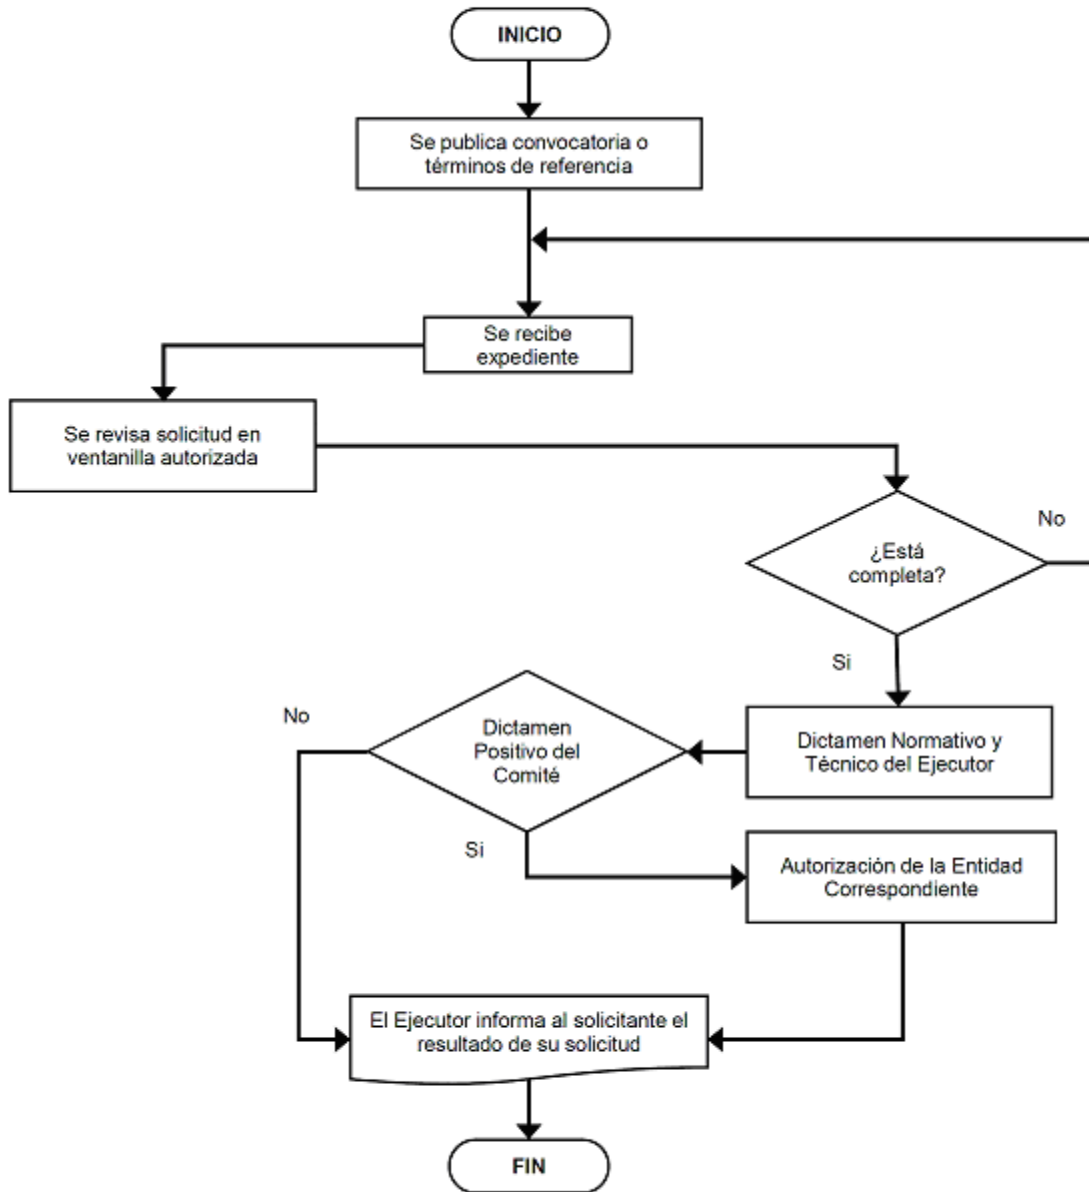 INICIO
Se publica convocatoria o
términos de referencia
Se recibe
expediente
Se revisa solicitud en
ventanilla autorizada
¿Está
completa?
No
Si
Dictamen Normativo y
Técnico del Ejecutor
Dictamen
Positivo del
Comité
No
Si
Autorización de la Entidad
Correspondiente
El Ejecutor informa al solicitante el
resultado de su solicitud
FIN